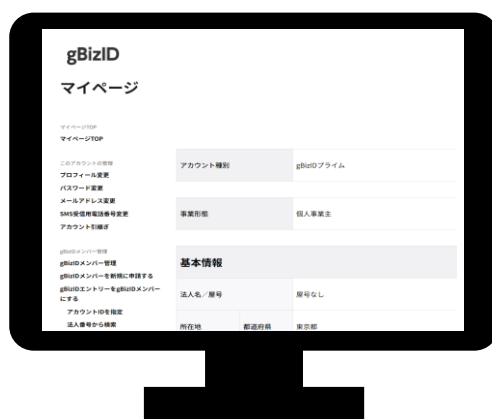 gBizID
マイページ
マイページTOP
マイページTOP
このアカウントの管理
プロフィール変更
パスワード変更
メールアドレス変更
SMS受信用電話番号変更
アカウント引継ぎ
gBizIDメンバー管理
gBizIDメンバー管理
gBizIDメンバーを新規に申請する
gBizIDエントリーをgBizIDメンバー
にする
アカウントIDを指定
法人番号から検索
アカウント種別 gBizIDプライム
事業形態 個人事業主
基本情報
法人名／屋号 屋号なし
所在地 都道府県 東京都